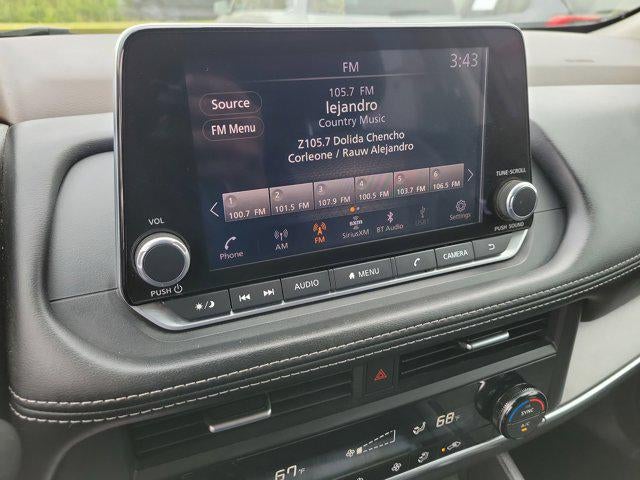 FM
3:43
105.7 FM
lejandro
Country Music
Source
FM Menu
Z105.7 Dolida Chencho
Corleone / Rauw Alejandro
1 2 3 4 5 6
100.7 FM 101.5 FM 107.9 FM 100.5 FM 103.7 FM 106.5 FM
Phone AM FM SiriusXM BT Audio USB1 Settings
VOL
PUSH
TUNE·SCROLL
PUSH SOUND
AUDIO MENU CAMERA
67°F
68°F
SYNC
A/C